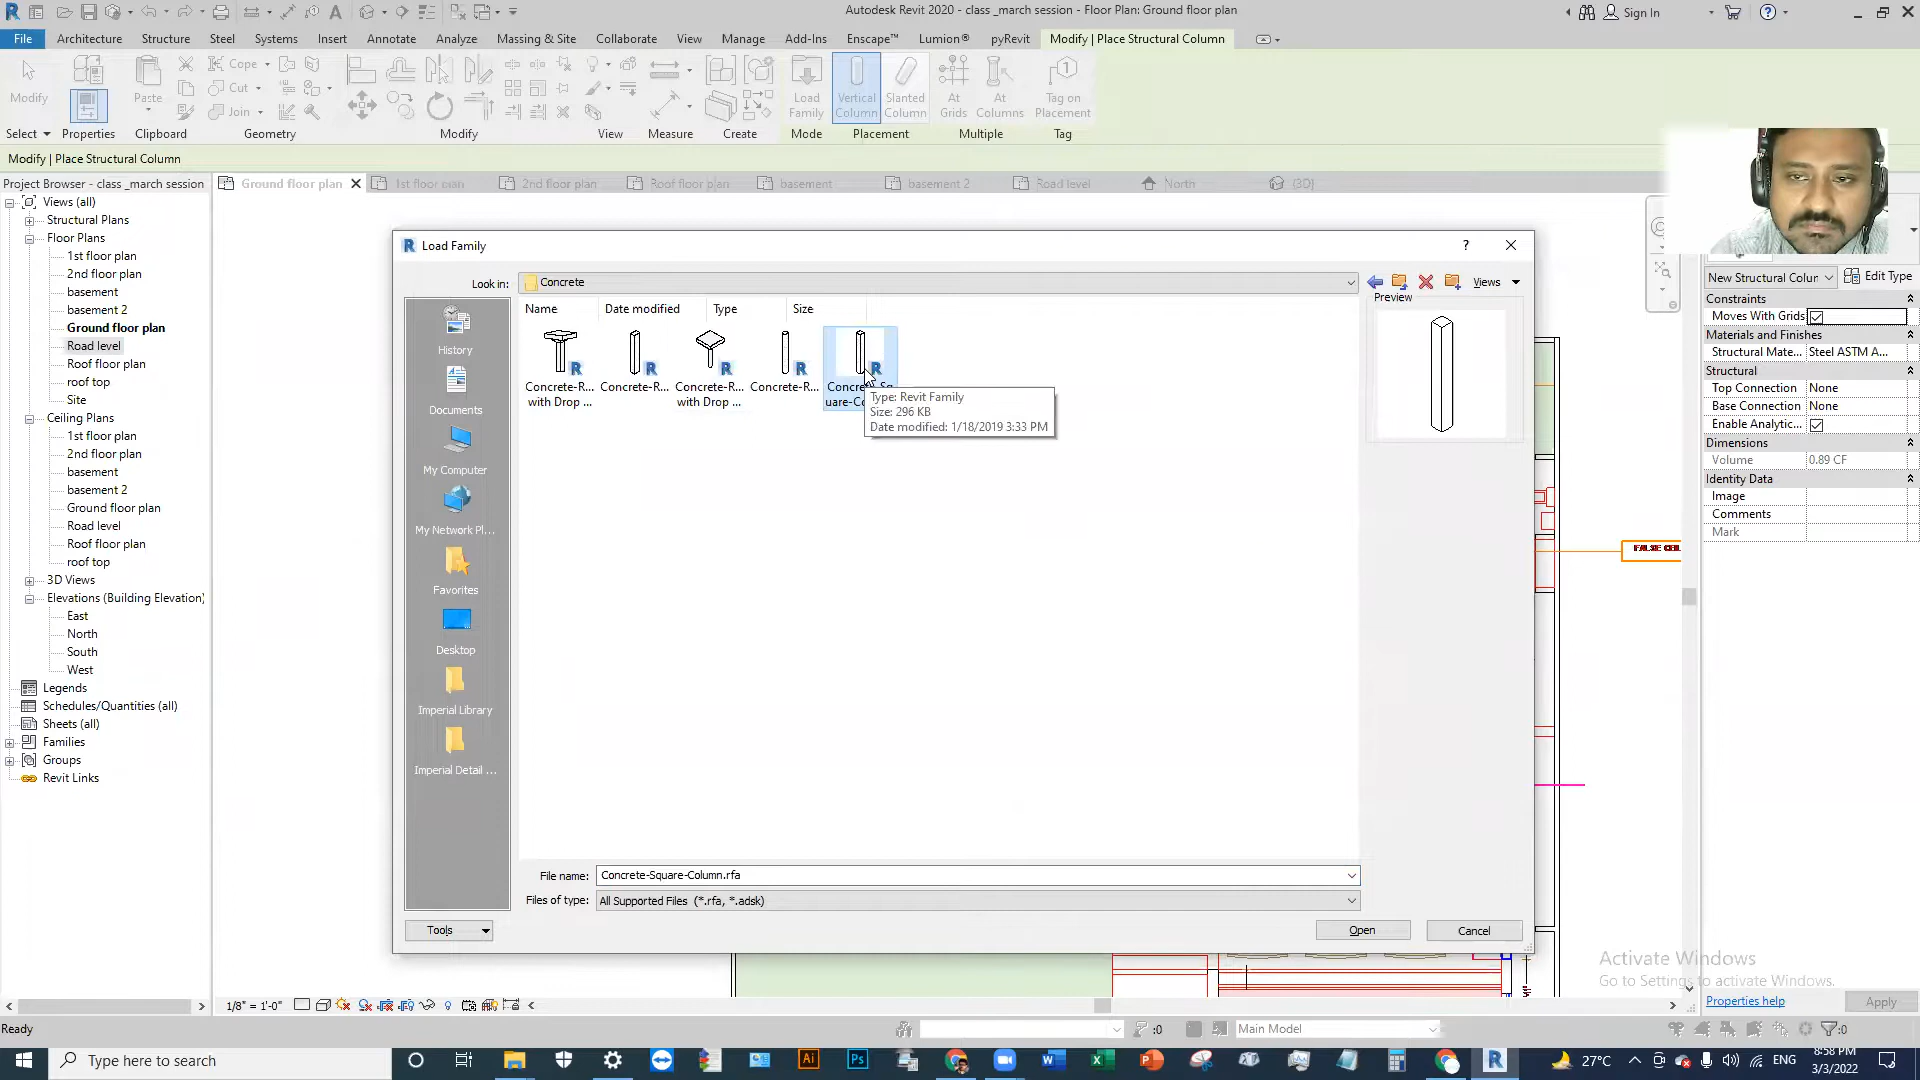 Autodesk Revit 2020 - class _march session - Floor Plan: Ground floor plan
Sign In
File Architecture Structure Steel Systems Insert Annotate Analyze Massing & Site Collaborate View Manage Add-Ins Enscape™ Lumion® pyRevit Modify | Place Structural Column
Modify
Paste
Cope
Cut
Join
Load Family
Vertical Column
Slanted Column
At Grids
At Columns
Tag on Placement
Select Properties Clipboard Geometry Modify View Measure Create Mode Placement Multiple Tag
Modify | Place Structural Column
Project Browser - class _march session
Ground floor plan 1st floor plan 2nd floor plan Roof floor plan basement basement 2 Road level North {3D}
Views (all)
Structural Plans
Floor Plans
1st floor plan
2nd floor plan
basement
basement 2
Ground floor plan
Road level
Roof floor plan
roof top
Site
Ceiling Plans
1st floor plan
2nd floor plan
basement
basement 2
Ground floor plan
Road level
Roof floor plan
roof top
3D Views
Elevations (Building Elevation)
East
North
South
West
Legends
Schedules/Quantities (all)
Sheets (all)
Families
Groups
Revit Links
Load Family
Look in: Concrete
Views
Name Date modified Type Size
Preview
History
Documents
My Computer
My Network Pl...
Favorites
Desktop
Imperial Library
Imperial Detail ...
Concrete-R... with Drop ...
Concrete-R...
Concrete-R... with Drop ...
Concrete-R...
Type: Revit Family
Size: 296 KB
Date modified: 1/18/2019 3:33 PM
File name: Concrete-Square-Column.rfa
Files of type: All Supported Files (*.rfa, *.adsk)
Tools
Open
Cancel
New Structural Colur
Edit Type
Constraints
Moves With Grids
Materials and Finishes
Structural Mate... Steel ASTM A...
Structural
Top Connection None
Base Connection None
Enable Analytic...
Dimensions
Volume 0.89 CF
Identity Data
Image
Comments
Mark
FALSE CEIL
Activate Windows
Go to Settings to activate Windows.
Properties help
Apply
1/8" = 1'-0"
Ready
:0
Main Model
:0
Type here to search
27°C
ENG
8:58 PM
3/3/2022